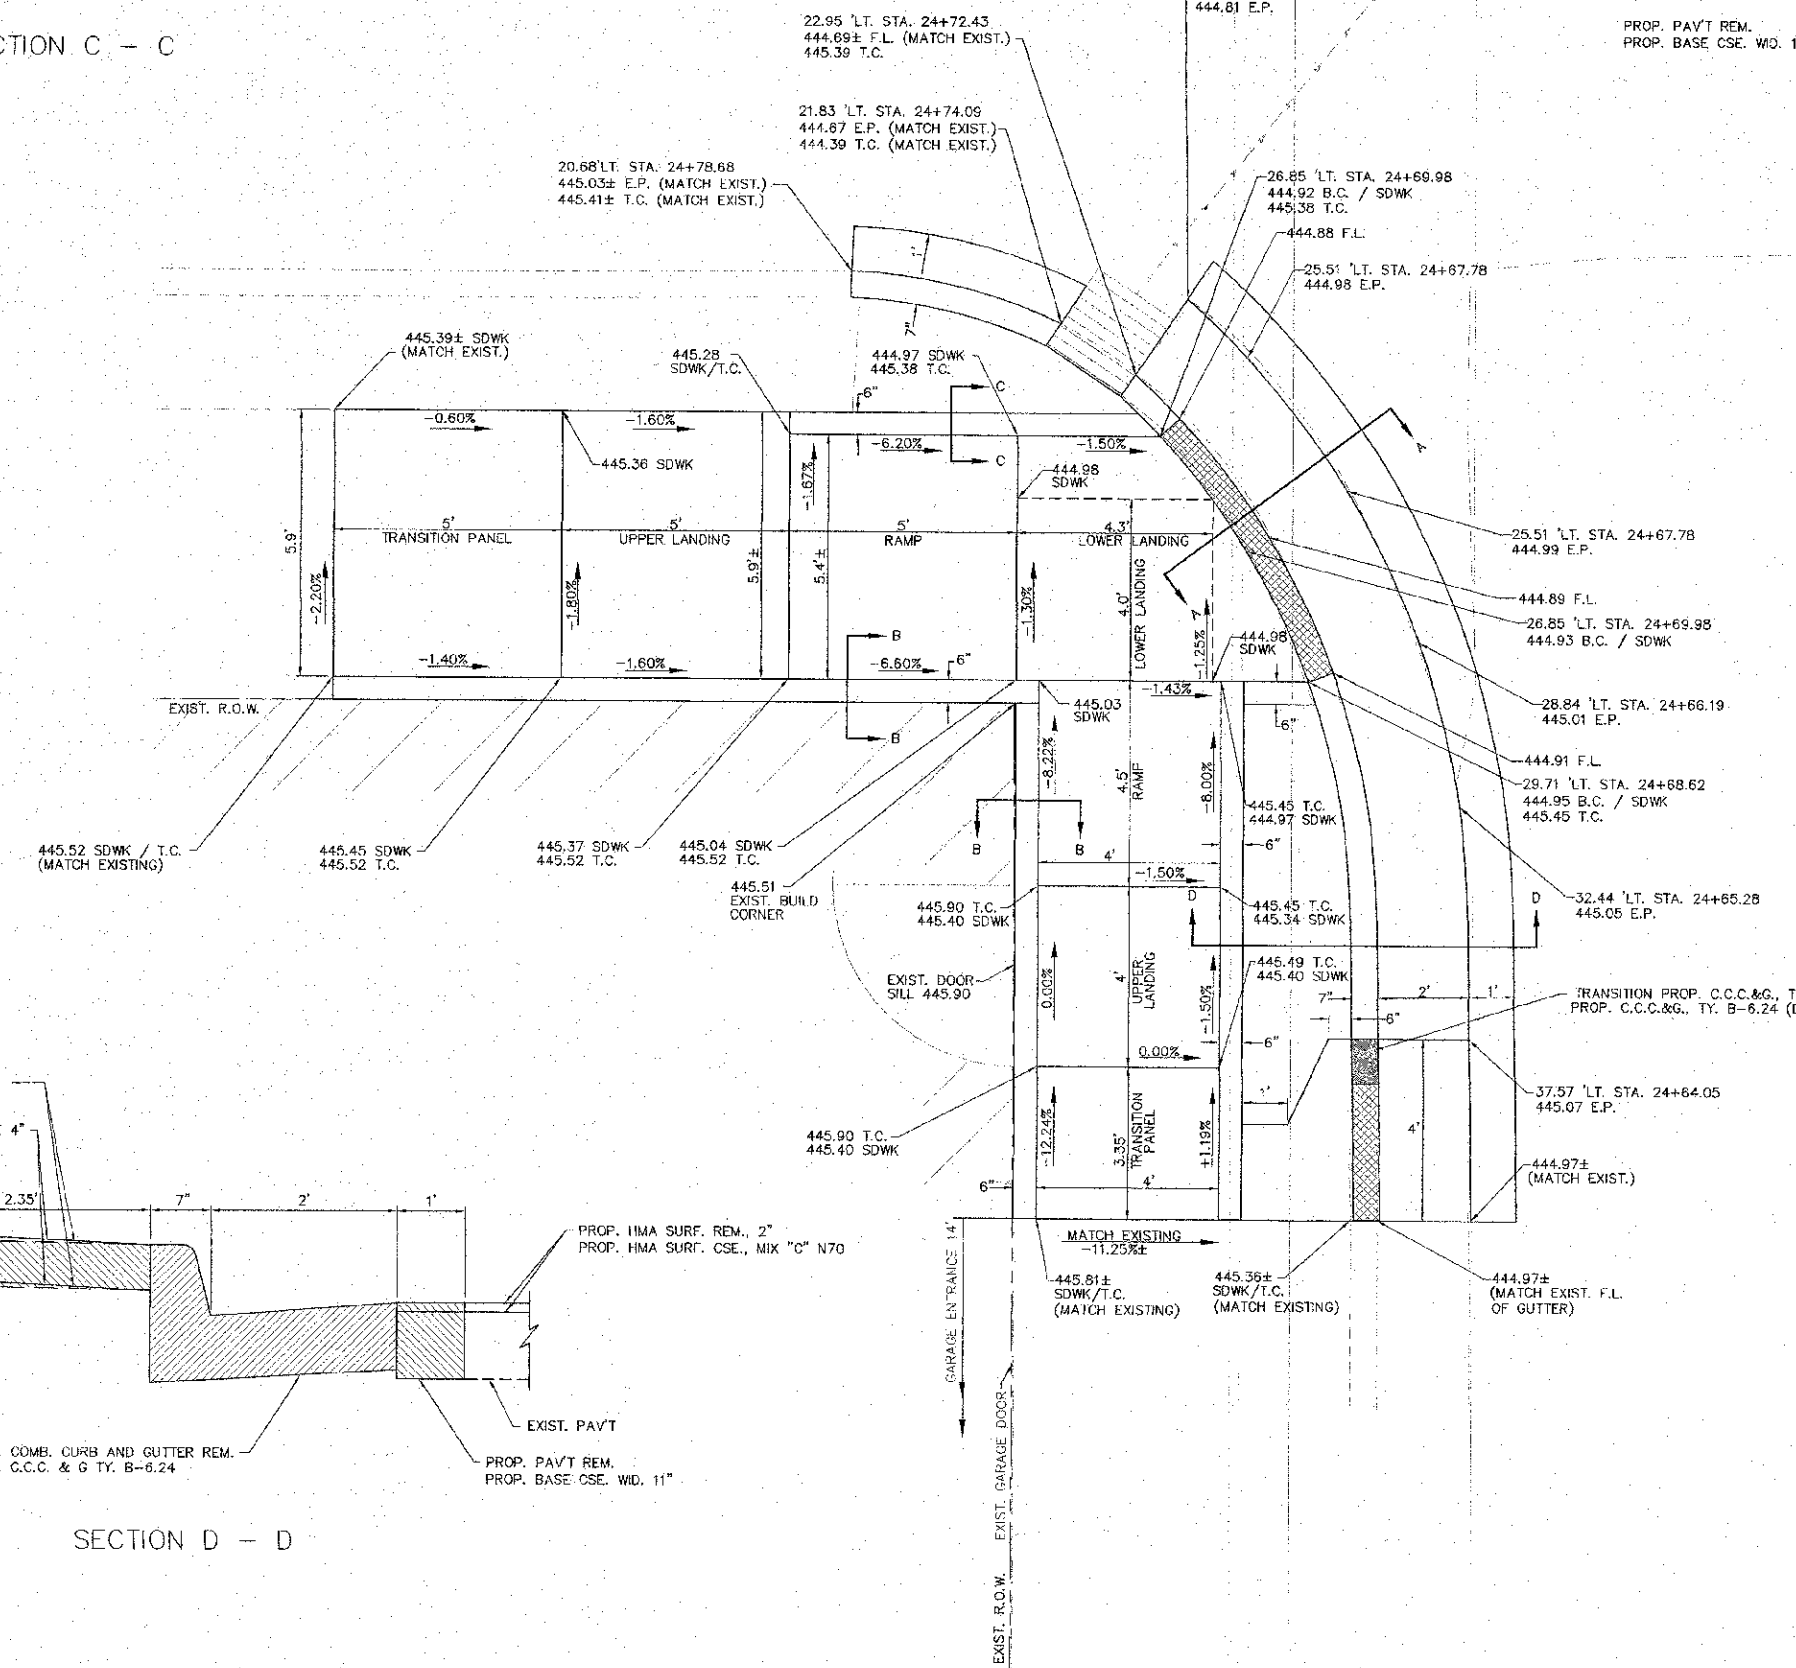 CTION C - C
22.95 'LT. STA. 24+72.43
444.69± F.L. (MATCH EXIST.)
445.39 T.C.
444.81 E.P.
PROP. PAV'T REM.
PROP. BASE CSE. WID. 1
21.83 'LT. STA. 24+74.09
444.67 E.P. (MATCH EXIST.)
444.39 T.C. (MATCH EXIST.)
20.68'LT. STA. 24+78.68
445.03± E.P. (MATCH EXIST.)
445.41± T.C. (MATCH EXIST.)
26.85 'LT. STA. 24+69.98
444.92 B.C. / SDWK
445.38 T.C.
444.88 F.L.
25.51 'LT. STA. 24+67.78
444.98 E.P.
1'
7"
445.39± SDWK
(MATCH EXIST.)
445.28
SDWK/T.C.
444.97 SDWK
445.38 T.C.
6"
C
C
-0.60%
-1.60%
-6.20%
-1.50%
445.36 SDWK
-1.67%
444.98
SDWK
A
A
5.9'
5'
TRANSITION PANEL
5'
UPPER LANDING
5'
RAMP
4.3'
LOWER LANDING
5.9'±
5.4'±
4.0'
LOWER LANDING
-2.20%
-1.80%
-1.30%
-1.25%
25.51 'LT. STA. 24+67.78
444.99 E.P.
444.89 F.L.
26.85 'LT. STA. 24+69.98
444.93 B.C. / SDWK
444.98
SDWK
B
B
-1.40%
-1.60%
-6.60%
6"
-1.43%
EXIST. R.O.W.
445.03
SDWK
6"
28.84 'LT. STA. 24+66.19
445.01 E.P.
444.91 F.L.
29.71 'LT. STA. 24+68.62
444.95 B.C. / SDWK
445.45 T.C.
-8.22%
4.5'
RAMP
-8.00%
445.45 T.C.
444.97 SDWK
445.52 SDWK / T.C.
(MATCH EXISTING)
445.45 SDWK
445.52 T.C.
445.37 SDWK
445.52 T.C.
445.04 SDWK
445.52 T.C.
445.51
EXIST. BUILD
CORNER
B
B
4'
6"
-1.50%
445.90 T.C.
445.40 SDWK
445.45 T.C.
445.34 SDWK
D
D
32.44 'LT. STA. 24+65.28
445.05 E.P.
EXIST. DOOR
SILL 445.90
0.00%
4'
UPPER
LANDING
-1.50%
445.49 T.C.
445.40 SDWK
7"
6"
2'
1'
TRANSITION PROP. C.C.C.&G., T
PROP. C.C.C.&G., TY. B-6.24 (
0.00%
6"
1'
37.57 'LT. STA. 24+64.05
445.07 E.P.
445.90 T.C.
445.40 SDWK
-12.24%
3.35'
TRANSITION
PANEL
+1.19%
4'
6"
4'
444.97±
(MATCH EXIST.)
MATCH EXISTING
-11.25%±
445.81±
SDWK/T.C.
(MATCH EXISTING)
445.36±
SDWK/T.C.
(MATCH EXISTING)
444.97±
(MATCH EXIST. F.L.
OF GUTTER)
GARAGE ENTRANCE 14'
EXIST. R.O.W.
EXIST. GARAGE DOOR
4"
2.35'
7"
2'
1'
PROP. HMA SURF. REM., 2"
PROP. HMA SURF. CSE., MIX "C" N70
EXIST. PAV'T
COMB. CURB AND GUTTER REM.
C.C.C. & G TY. B-6.24
PROP. PAV'T REM.
PROP. BASE CSE. WID. 11"
SECTION D - D